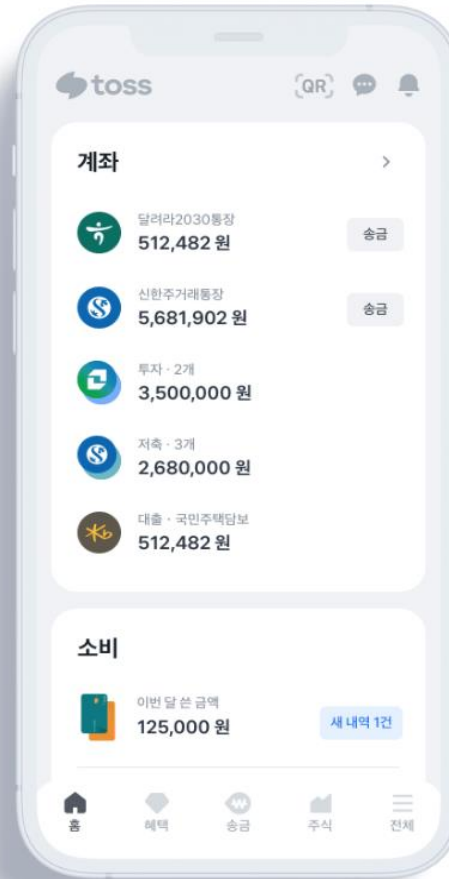 toss
QR
계좌
달려라2030통장
512,482 원
송금
신한주거래통장
5,681,902 원
송금
투자 · 2개
3,500,000 원
저축 · 3개
2,680,000 원
대출 · 국민주택담보
512,482 원
소비
이번 달 쓴 금액
125,000 원
새 내역 1건
홈
혜택
송금
주식
전체